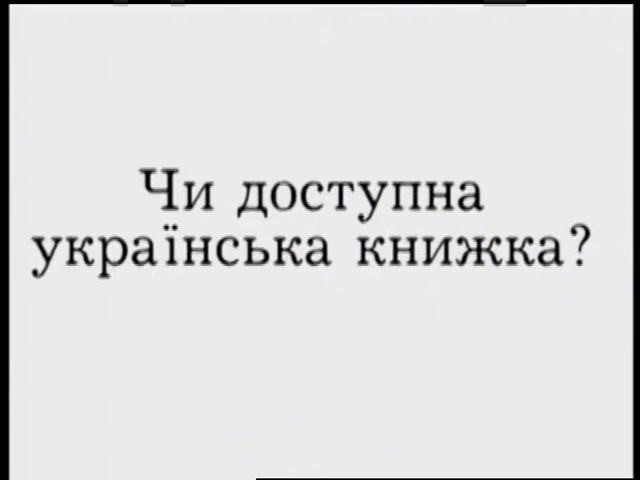 Чи доступна
українська книжка?